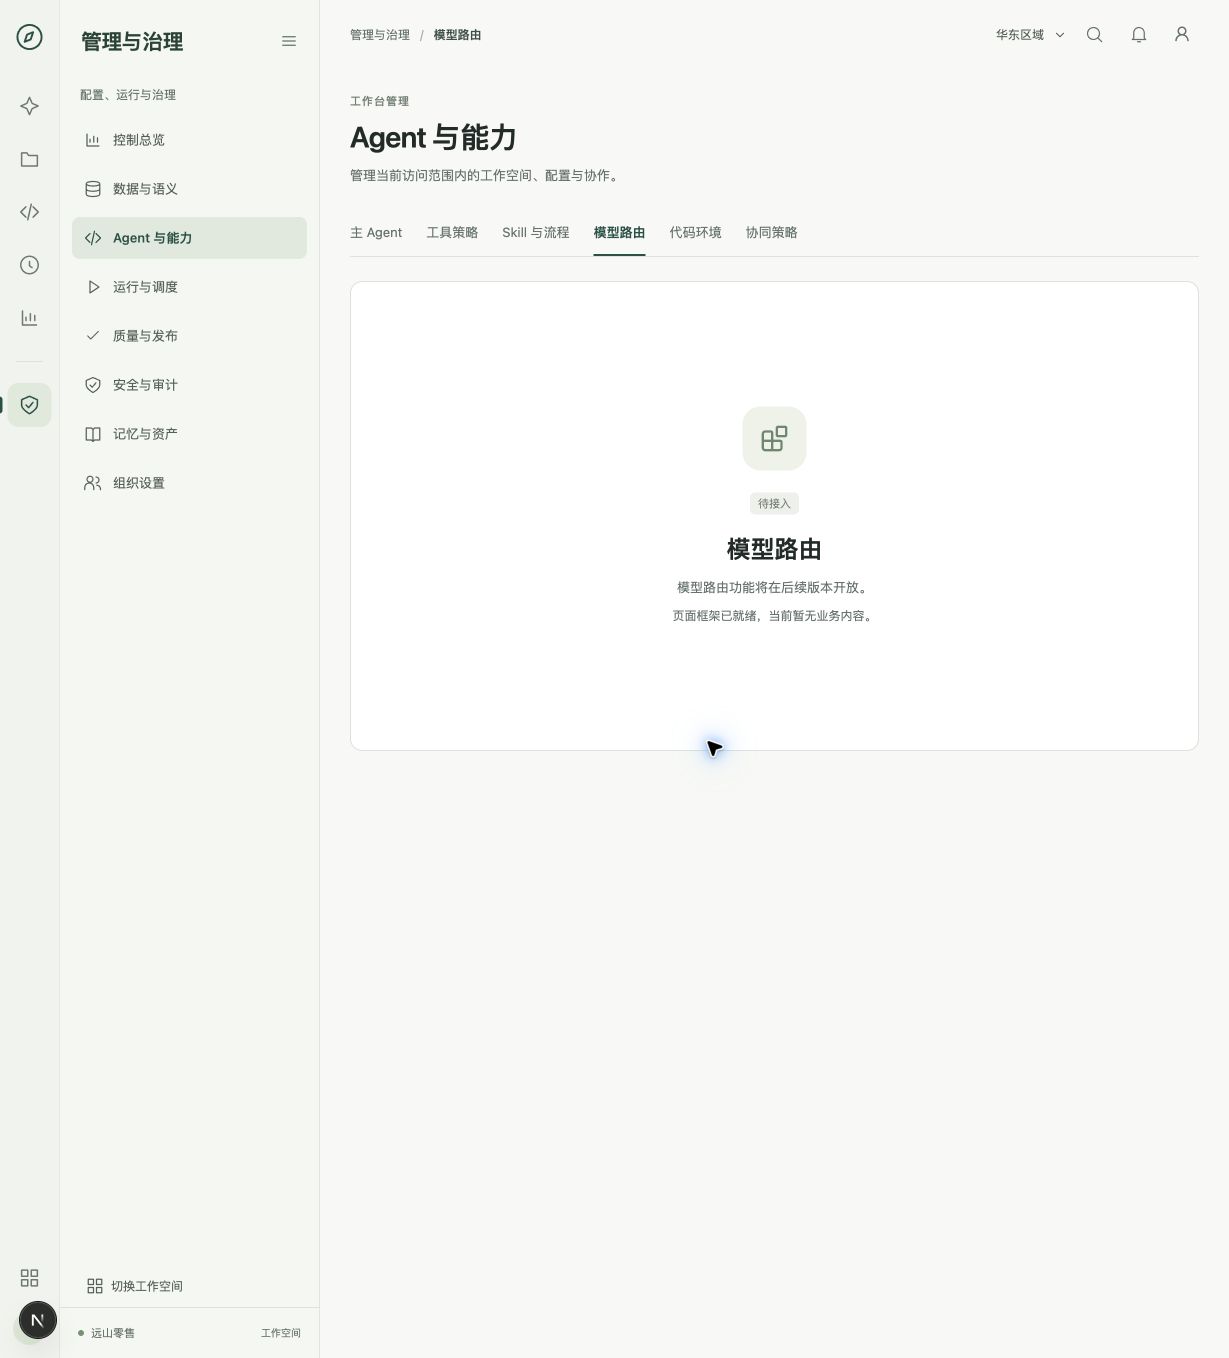 管理与治理
配置、运行与治理
控制总览
数据与语义
Agent 与能力
运行与调度
质量与发布
安全与审计
记忆与资产
组织设置
切换工作空间
远山零售 工作空间
N
管理与治理 / 模型路由
华东区域
工作台管理
Agent 与能力
管理当前访问范围内的工作空间、配置与协作。
主 Agent 工具策略 Skill 与流程 模型路由 代码环境 协同策略
待接入
模型路由
模型路由功能将在后续版本开放。
页面框架已就绪，当前暂无业务内容。